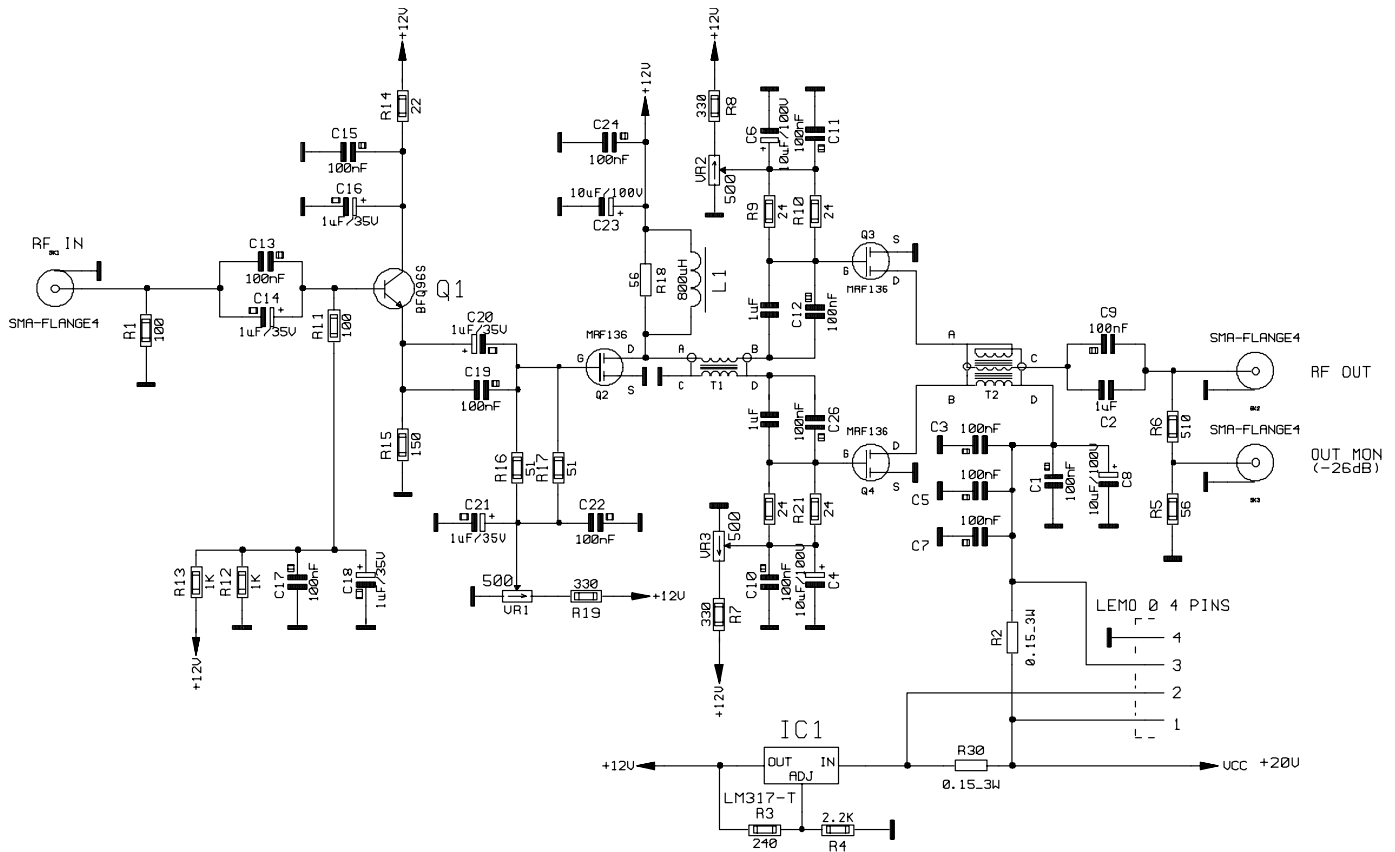 +12V
R14
22
C15
100nF
C16
+
1uF/35V
RF IN
SK1
SMA-FLANGE4
R1
100
C13
100nF
C14
+
1uF/35V
R11
100
BFQ96S
Q1
C20
1uF/35V
+
C19
100nF
R15
150
R13
1K
R12
1K
C17
100nF
C18
+
1uF/35V
+12V
R16
51
R17
51
C21
+
1uF/35V
C22
100nF
500
VR1
330
R19
+12V
+12V
C24
100nF
10uF/100V
+
C23
56
R18
800uH
L1
MRF136
G
D
S
Q2
A
B
C
D
T1
+12V
330
R8
VR2
500
C6
+
10uF/100V
100nF
C11
R9
24
R10
24
1uF
C12
100nF
Q3
S
G
D
MRF136
1uF
100nF
C26
MRF136
D
G
S
Q4
24
R21
24
500
VR3
330
R7
+12V
C10
100nF
10uF/100V
+
C4
A
C
B
D
T2
C9
100nF
1uF
C2
SMA-FLANGE4
RF OUT
SK2
R6
510
SMA-FLANGE4
OUT MON
(-26dB)
SK3
R5
56
C3
100nF
C5
100nF
C7
100nF
C1
100nF
10uF/100V
+
C8
R2
0.15_3W
LEMO 0 4 PINS
4
3
2
1
IC1
+12V
OUT
IN
ADJ
LM317-T
R3
240
2.2K
R4
R30
0.15_3W
VCC
+20V